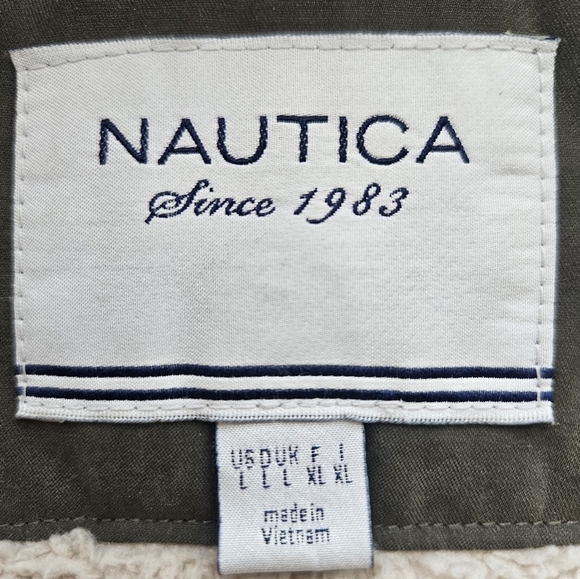 NAUTICA
Since 1983
US D UK F I
L L L XL XL
made in
Vietnam